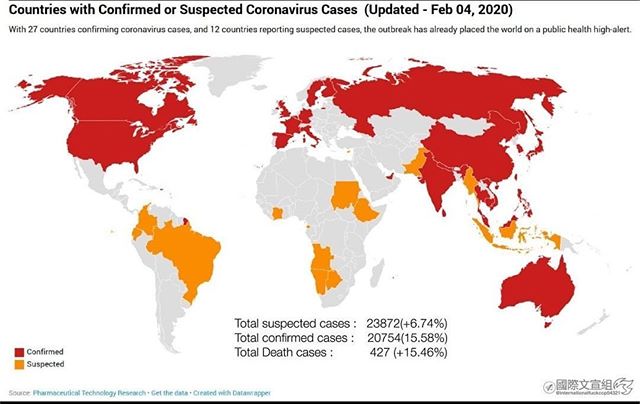 Countries with Confirmed or Suspected Coronavirus Cases (Updated - Feb 04, 2020)
With 27 countries confirming coronavirus cases, and 12 countries reporting suspected cases, the outbreak has already placed the world on a public health high-alert.
Total suspected cases : 23872(+6.74%)
Total confirmed cases : 20754(15.58%)
Total Death cases : 427 (+15.46%)
Confirmed
Suspected
Source: Pharmaceutical Technology Research • Get the data • Created with Datawrapper
國際文宣組